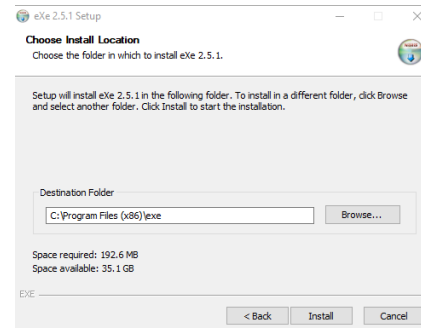 eXe 2.5.1 Setup
Choose Install Location
Choose the folder in which to install eXe 2.5.1.
Setup will install eXe 2.5.1 in the following folder. To install in a different folder, click Browse
and select another folder. Click Install to start the installation.
Destination Folder
C:\Program Files (x86)\exe
Browse...
Space required: 192.6 MB
Space available: 35.1 GB
EXE
< Back
Install
Cancel